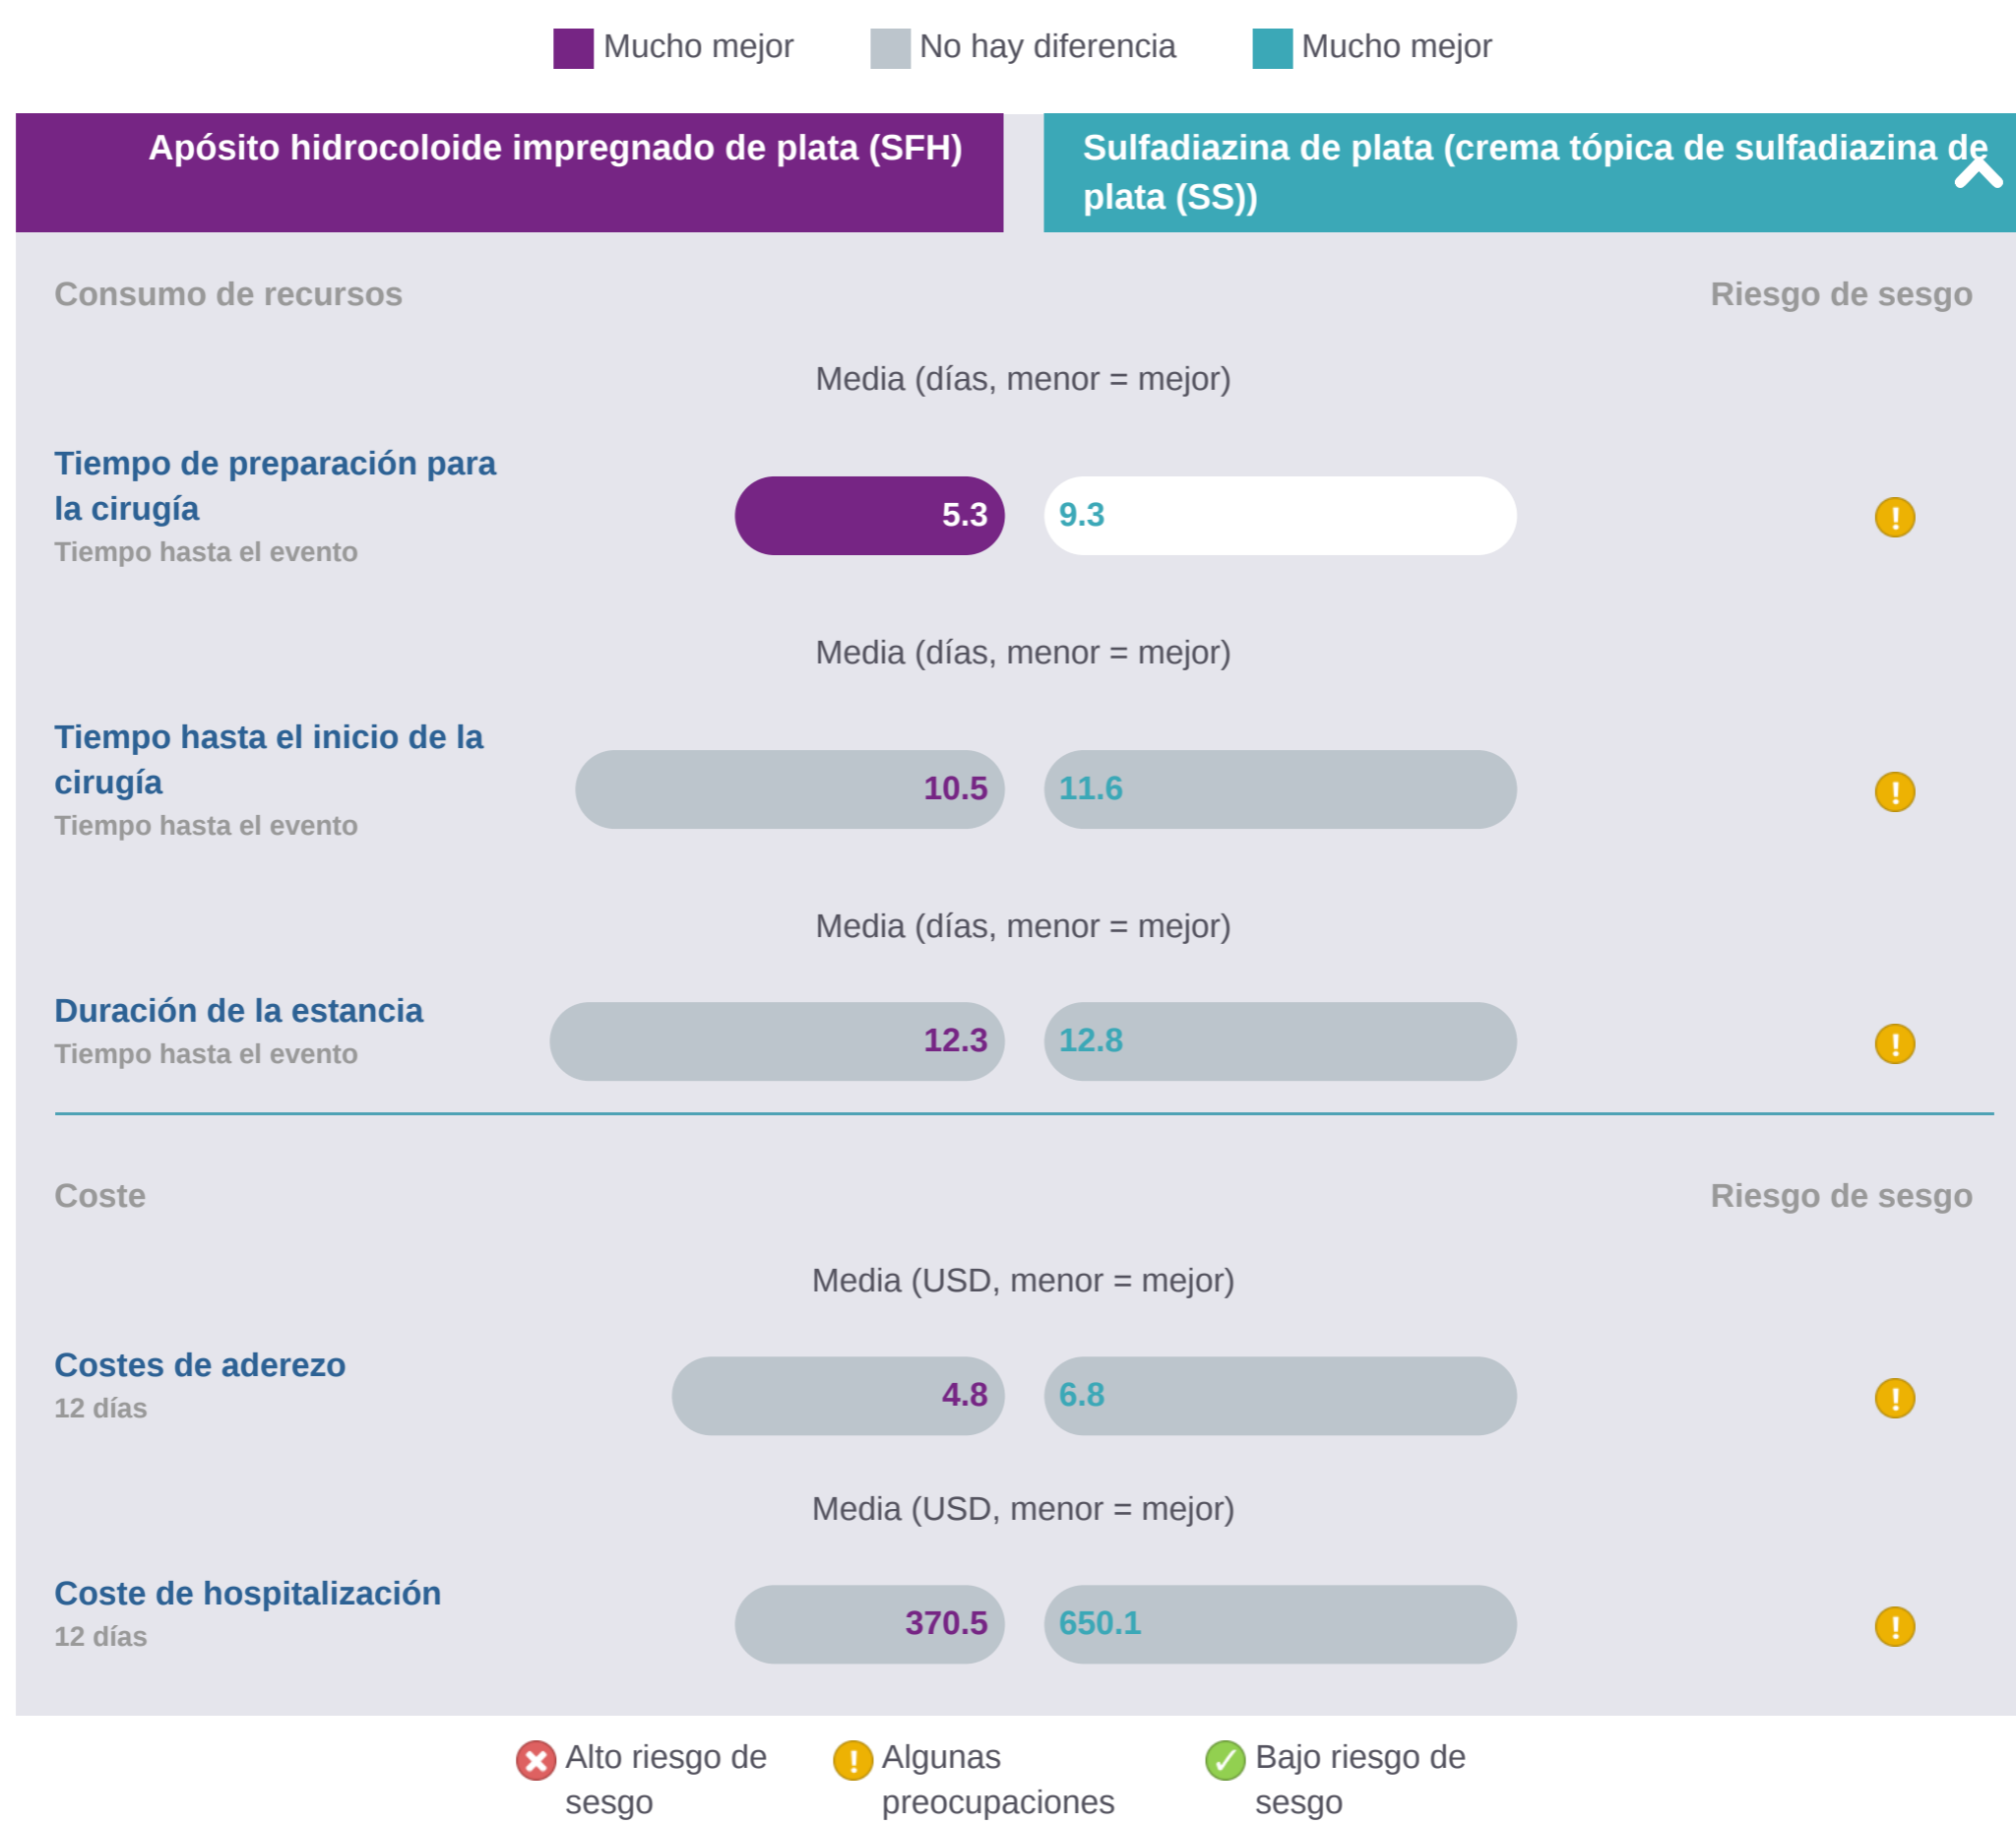 Mucho mejor No hay diferencia Mucho mejor
Apósito hidrocoloide impregnado de plata (SFH)
Sulfadiazina de plata (crema tópica de sulfadiazina de
plata (SS))
Consumo de recursos Riesgo de sesgo
Media (días, menor = mejor)
Tiempo de preparación para
la cirugía
Tiempo hasta el evento
5.3 9.3
Media (días, menor = mejor)
Tiempo hasta el inicio de la
cirugía
Tiempo hasta el evento
10.5 11.6
Media (días, menor = mejor)
Duración de la estancia
Tiempo hasta el evento
12.3 12.8
Coste Riesgo de sesgo
Media (USD, menor = mejor)
Costes de aderezo
12 días
4.8 6.8
Media (USD, menor = mejor)
Coste de hospitalización
12 días
370.5 650.1
Alto riesgo de
sesgo
Algunas
preocupaciones
Bajo riesgo de
sesgo